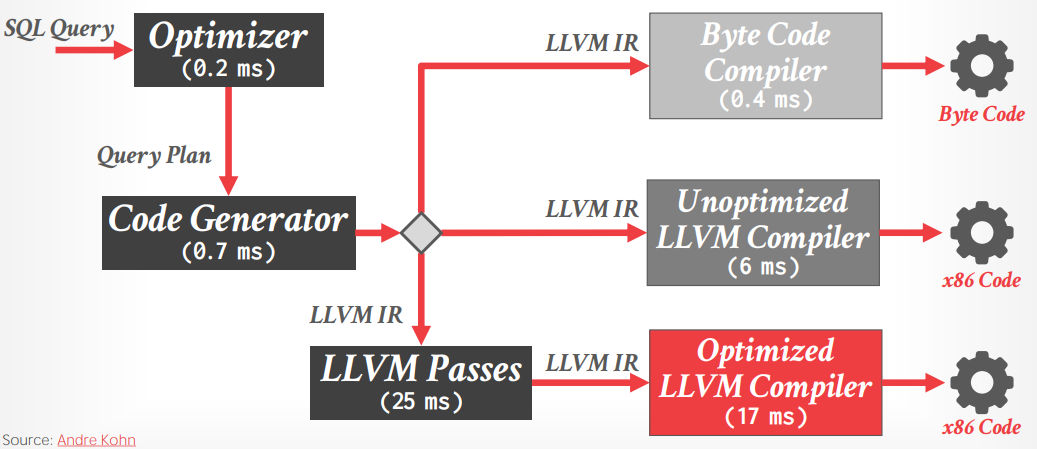 SQL Query
Optimizer
(0.2 ms)
LLVM IR
Byte Code
Compiler
(0.4 ms)
Byte Code
Query Plan
Code Generator
(0.7 ms)
LLVM IR
Unoptimized
LLVM Compiler
(6 ms)
x86 Code
LLVM IR
LLVM Passes
(25 ms)
LLVM IR
Optimized
LLVM Compiler
(17 ms)
x86 Code
Source: Andre Kohn